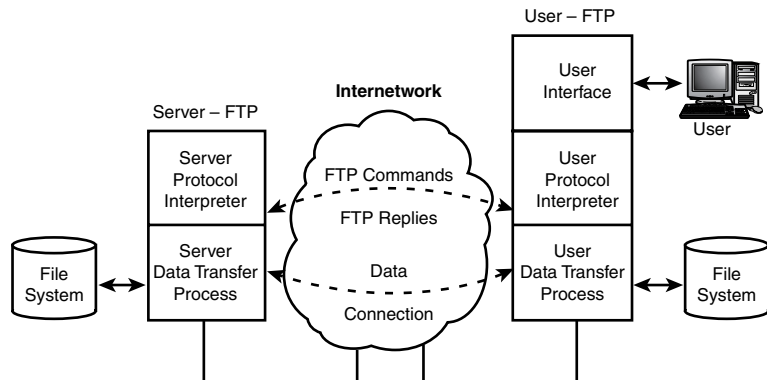 User – FTP
User
Interface
User
Internetwork
Server – FTP
Server
Protocol
Interpreter
FTP Commands
FTP Replies
User
Protocol
Interpreter
File
System
Server
Data Transfer
Process
Data
Connection
User
Data Transfer
Process
File
System